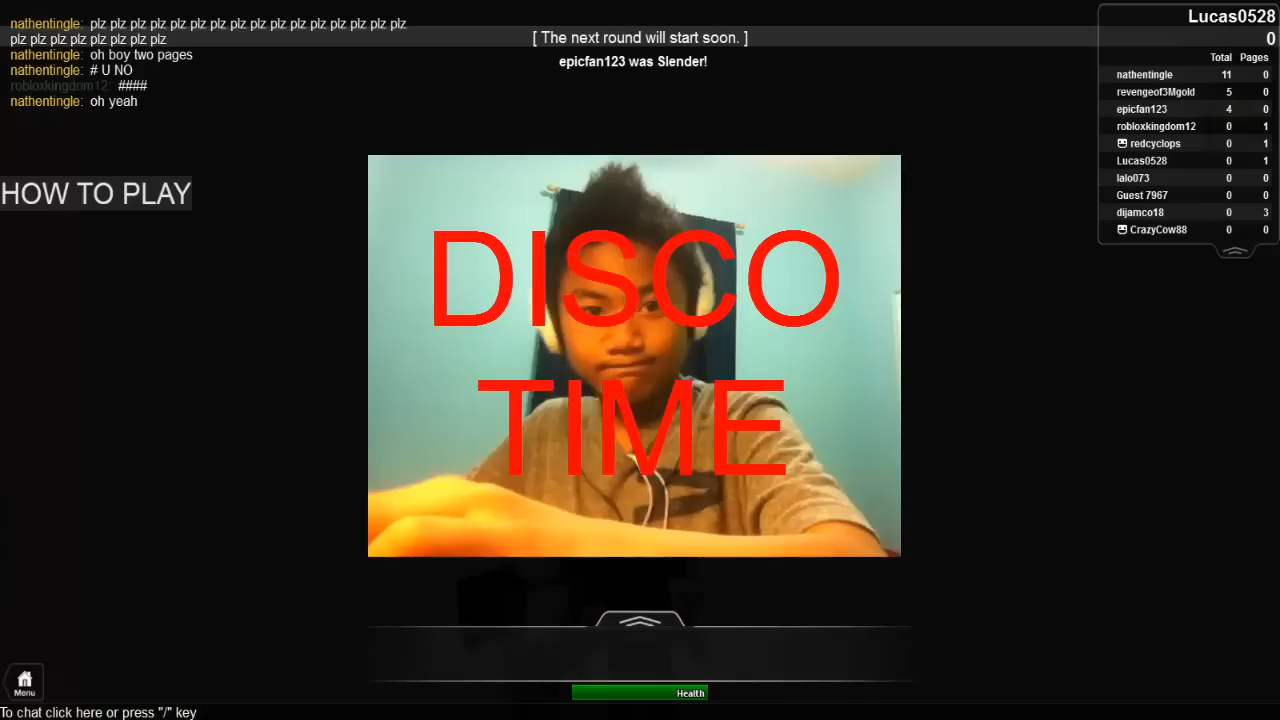 nathentingle: plz plz plz plz plz plz plz plz plz plz plz plz plz plz plz plz
plz plz plz plz plz plz plz plz
nathentingle: oh boy two pages
nathentingle: # U NO
robloxkingdom12: ####
nathentingle: oh yeah
[ The next round will start soon. ]
epicfan123 was Slender!
Lucas0528
0
Total Pages
nathentingle 11 0
revengeof3Mgold 5 0
epicfan123 4 0
robloxkingdom12 0 1
redcyclops 0 1
Lucas0528 0 1
lalo073 0 0
Guest 7967 0 0
dijamco18 0 3
CrazyCow88 0 0
HOW TO PLAY
DISCO
TIME
Menu
Health
To chat click here or press "/" key